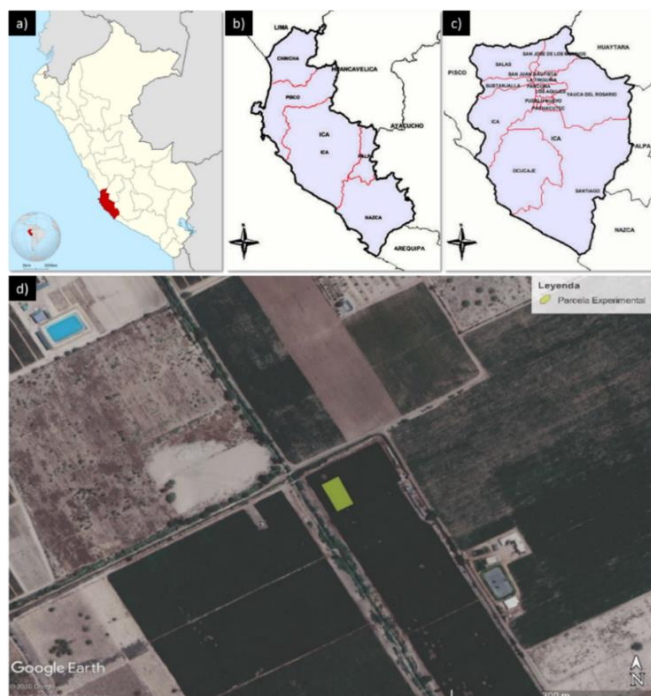 a)
b)
LIMA
CHINCHA
HUANCAVELICA
PISCO
AYACUCHO
ICA
ICA
NAZCA
AREQUIPA
c)
SAN JOSE DE LOS MOLINOS
HUAYTARA
SALAS
PISCO
SAN JUAN BAUTISTA
LA TINGUIÑA
SUBTANJALLA
PARCONA
YAUCA DEL ROSARIO
LOS AQUIJES
PUEBLO NUEVO
PACHACUTEC
ICA
ICA
PALPA
OCUCAJE
SANTIAGO
NAZCA
d)
Leyenda
Parcela Experimental
Google Earth
N